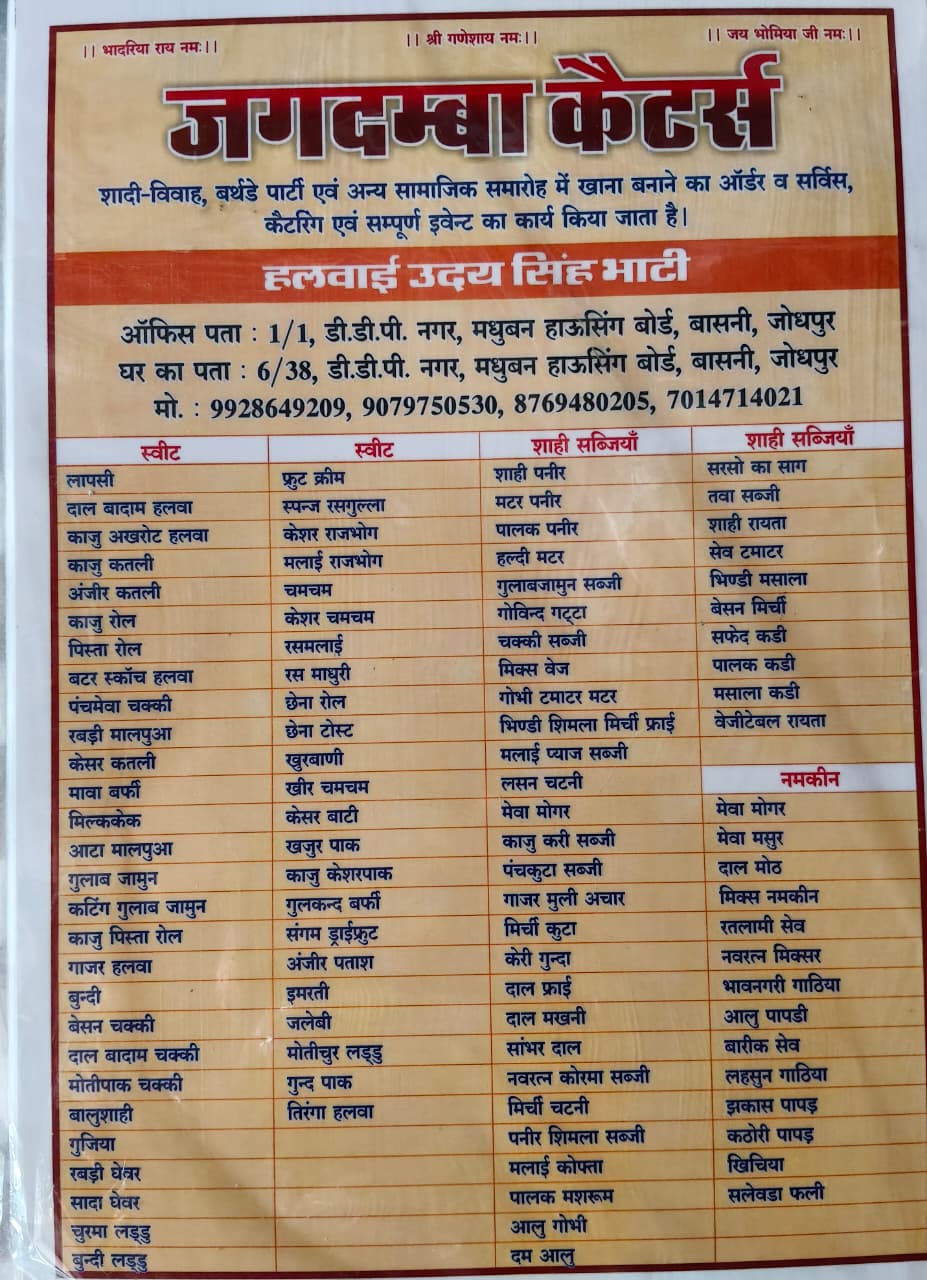 ।। भादरिया राय नमः।। ।। श्री गणेशाय नमः।। ।। जय भोमिया जी नमः।।
जगदम्बा कैटर्स
शादी-विवाह, बर्थडे पार्टी एवं अन्य सामाजिक समारोह में खाना बनाने का ऑर्डर व सर्विस,
कैटरिंग एवं सम्पूर्ण इवेन्ट का कार्य किया जाता है।
हलवाई उदय सिंह भाटी
ऑफिस पता : 1/1, डी.डी.पी. नगर, मधुबन हाऊसिंग बोर्ड, बासनी, जोधपुर
घर का पता : 6/38, डी.डी.पी. नगर, मधुबन हाऊसिंग बोर्ड, बासनी, जोधपुर
मो. : 9928649209, 9079750530, 8769480205, 7014714021
स्वीट
लापसी
दाल बादाम हलवा
काजु अखरोट हलवा
काजु कतली
अंजीर कतली
काजु रोल
पिस्ता रोल
बटर स्कॉच हलवा
पंचमेवा चक्की
रबड़ी मालपुआ
केसर कतली
मावा बर्फी
मिल्ककेक
आटा मालपुआ
गुलाब जामुन
कटिंग गुलाब जामुन
काजु पिस्ता रोल
गाजर हलवा
बुन्दी
बेसन चक्की
दाल बादाम चक्की
मोतीपाक चक्की
बालुशाही
गुजिया
रबड़ी घेवर
सादा घेवर
चुरमा लड्डु
बुन्दी लड्डु
स्वीट
फ्रुट क्रीम
स्पन्ज रसगुल्ला
केशर राजभोग
मलाई राजभोग
चमचम
केशर चमचम
रसमलाई
रस माधुरी
छेना रोल
छेना टोस्ट
खुरबाणी
खीर चमचम
केसर बाटी
खजुर पाक
काजु केशरपाक
गुलकन्द बर्फी
संगम ड्राईफ्रुट
अंजीर पताश
इमरती
जलेबी
मोतीचुर लड्डु
गुन्द पाक
तिरंगा हलवा
शाही सब्जियाँ
शाही पनीर
मटर पनीर
पालक पनीर
हल्दी मटर
गुलाबजामुन सब्जी
गोविन्द गट्टा
चक्की सब्जी
मिक्स वेज
गोभी टमाटर मटर
भिण्डी शिमला मिर्ची फ्राई
मलाई प्याज सब्जी
लसन चटनी
मेवा मोगर
काजु करी सब्जी
पंचकुटा सब्जी
गाजर मुली अचार
मिर्ची कुटा
केरी गुन्दा
दाल फ्राई
दाल मखनी
सांभर दाल
नवरत्न कोरमा सब्जी
मिर्ची चटनी
पनीर शिमला सब्जी
मलाई कोफ्ता
पालक मशरूम
आलु गोभी
दम आलु
शाही सब्जियाँ
सरसो का साग
तवा सब्जी
शाही रायता
सेव टमाटर
भिण्डी मसाला
बेसन मिर्ची
सफेद कडी
पालक कडी
मसाला कडी
वेजीटेबल रायता
नमकीन
मेवा मोगर
मेवा मसुर
दाल मोठ
मिक्स नमकीन
रतलामी सेव
नवरत्न मिक्सर
भावनगरी गाठिया
आलु पापडी
बारीक सेव
लहसुन गाठिया
झकास पापड़
कठोरी पापड़
खिचिया
सलेवडा फली